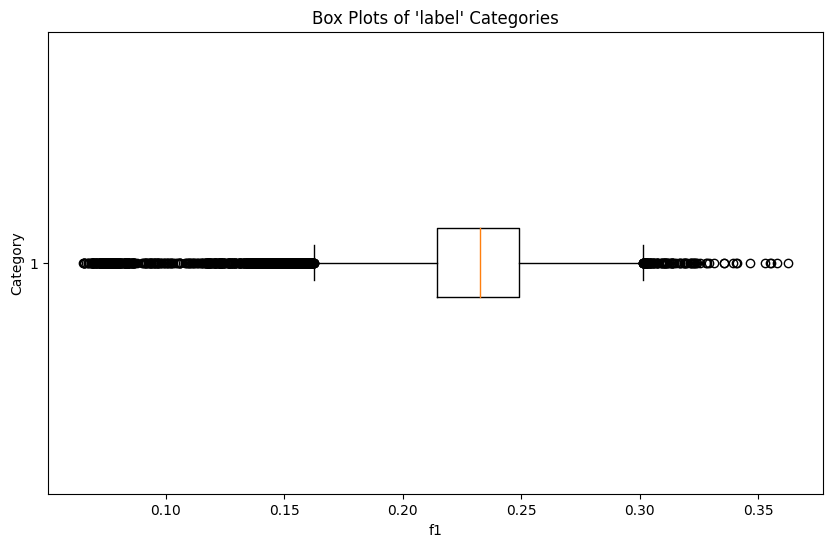 Box Plots of 'label' Categories
Category
1
0.10 0.15 0.20 0.25 0.30 0.35
f1